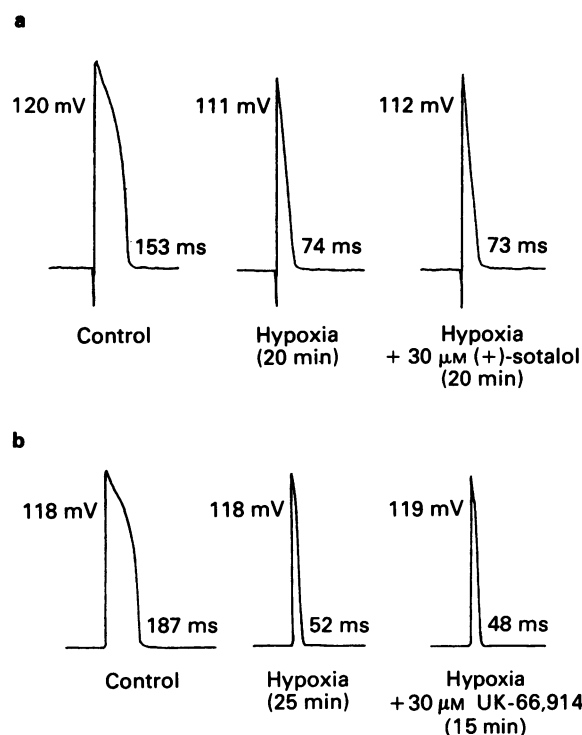 a
120 mV
111 mV
112 mV
153 ms
74 ms
73 ms
Control
Hypoxia
(20 min)
Hypoxia
+ 30 μM (+)-sotalol
(20 min)
b
118 mV
118 mV
119 mV
187 ms
52 ms
48 ms
Control
Hypoxia
(25 min)
Hypoxia
+30 μM UK-66,914
(15 min)